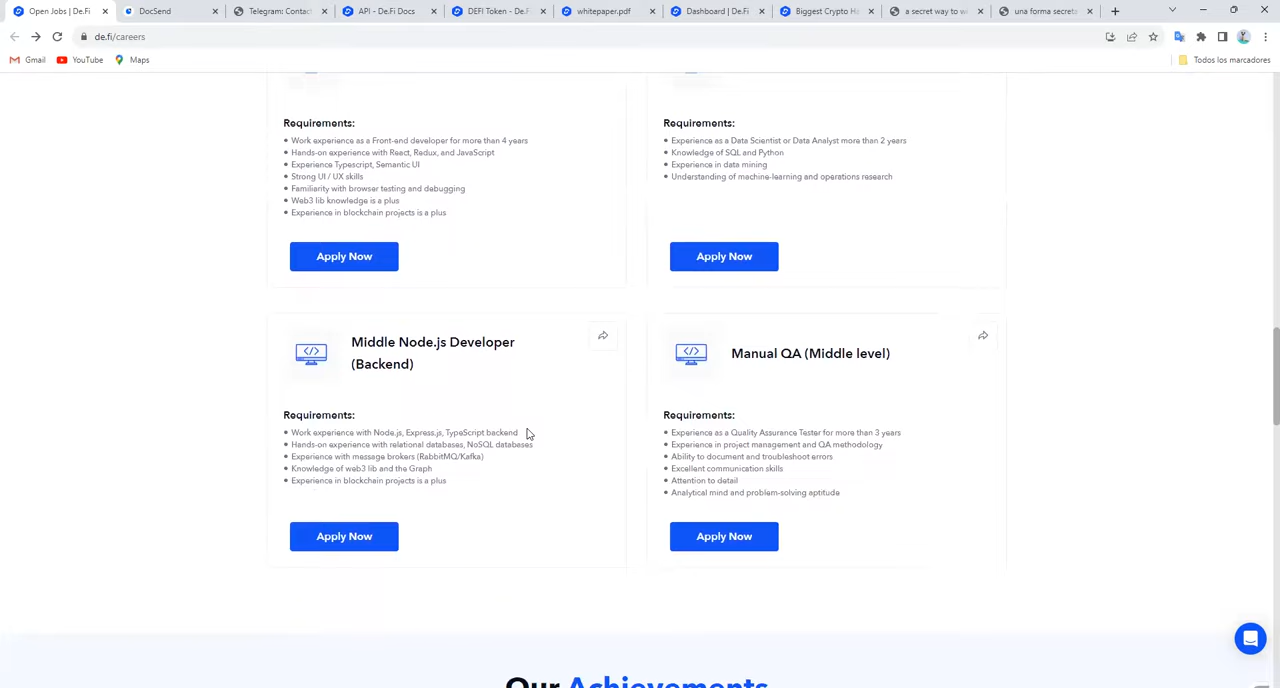 Open Jobs | De.Fi
DocSend
Telegram: Contac
API - De.Fi Docs
DEFI Token - De.F
whitepaper.pdf
Dashboard | De.Fi
Biggest Crypto Ha
a secret way to w
una forma secreta
de.fi/careers
Gmail
YouTube
Maps
Todos los marcadores
Requirements:
Work experience as a Front-end developer for more than 4 years
Hands-on experience with React, Redux, and JavaScript
Experience Typescript, Semantic UI
Strong UI / UX skills
Familiarity with browser testing and debugging
Web3 lib knowledge is a plus
Experience in blockchain projects is a plus
Apply Now
Requirements:
Experience as a Data Scientist or Data Analyst more than 2 years
Knowledge of SQL and Python
Experience in data mining
Understanding of machine-learning and operations research
Apply Now
Middle Node.js Developer
(Backend)
Requirements:
Work experience with Node.js, Express.js, TypeScript backend
Hands-on experience with relational databases, NoSQL databases
Experience with message brokers (RabbitMQ/Kafka)
Knowledge of web3 lib and the Graph
Experience in blockchain projects is a plus
Apply Now
Manual QA (Middle level)
Requirements:
Experience as a Quality Assurance Tester for more than 3 years
Experience in project management and QA methodology
Ability to document and troubleshoot errors
Excellent communication skills
Attention to detail
Analytical mind and problem-solving aptitude
Apply Now
Our Achievements